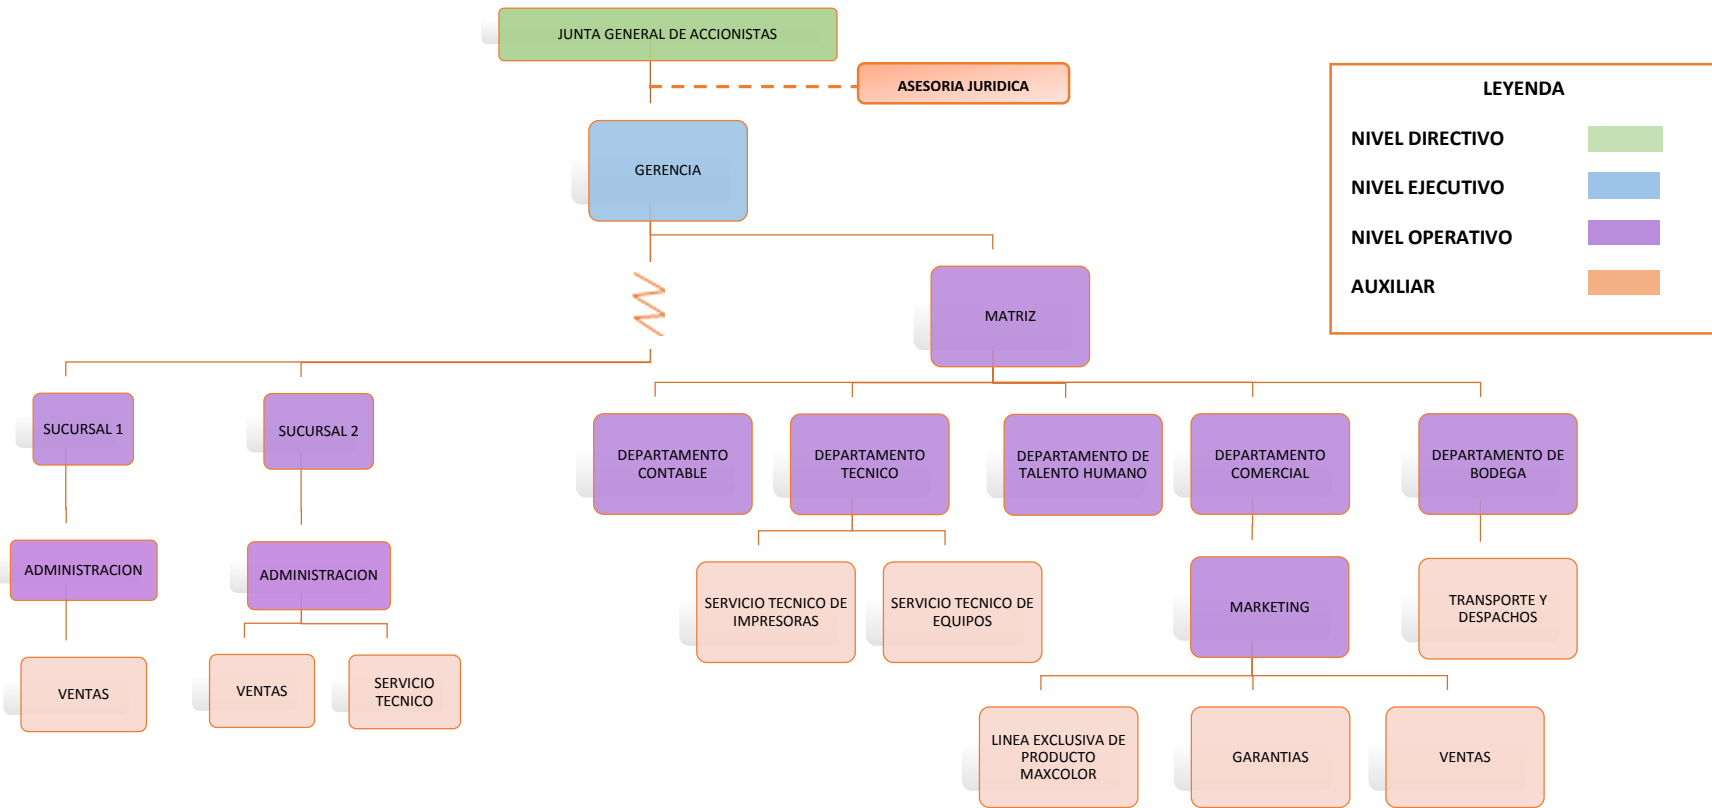 JUNTA GENERAL DE ACCIONISTAS
ASESORIA JURIDICA
LEYENDA
NIVEL DIRECTIVO
NIVEL EJECUTIVO
NIVEL OPERATIVO
AUXILIAR
GERENCIA
MATRIZ
SUCURSAL 1
SUCURSAL 2
DEPARTAMENTO
CONTABLE
DEPARTAMENTO
TECNICO
DEPARTAMENTO DE
TALENTO HUMANO
DEPARTAMENTO
COMERCIAL
DEPARTAMENTO DE
BODEGA
ADMINISTRACION
ADMINISTRACION
SERVICIO TECNICO DE
IMPRESORAS
SERVICIO TECNICO DE
EQUIPOS
MARKETING
TRANSPORTE Y
DESPACHOS
VENTAS
VENTAS
SERVICIO
TECNICO
LINEA EXCLUSIVA DE
PRODUCTO
MAXCOLOR
GARANTIAS
VENTAS